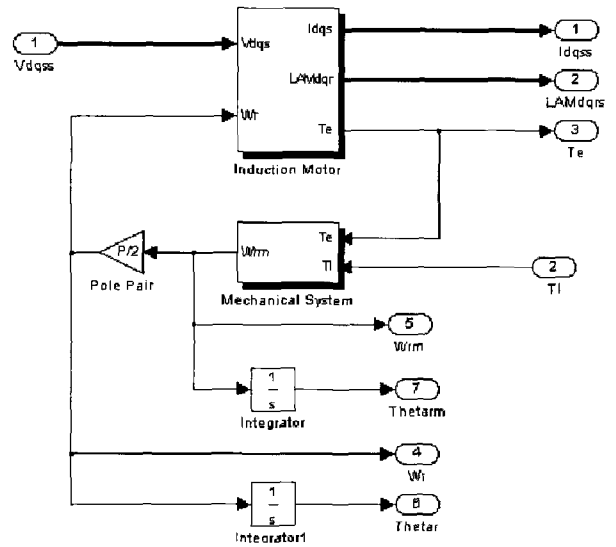 1
Vdqss
Vdqs
Wr
Idqs
LAMdqr
Te
Induction Motor
1
Idqss
2
LAMdqrs
3
Te
P/2
Pole Pair
Wrm
Te
Tl
Mechanical System
2
Tl
5
Wrm
1
s
Integrator
7
Thetarm
4
Wr
1
s
Integrator1
6
Thetar